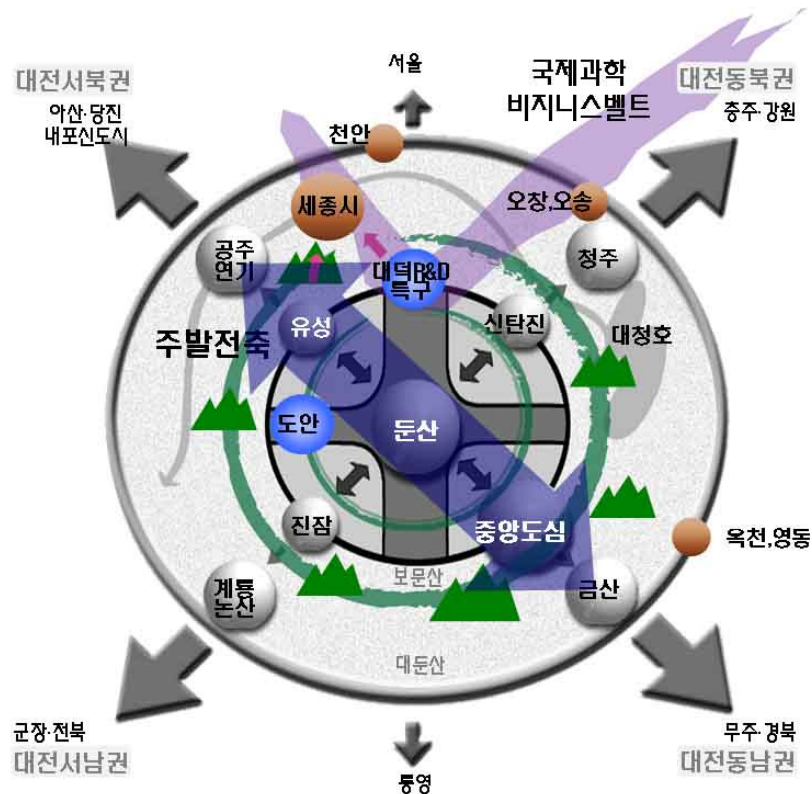 서울
대전서북권
아산·당진
내포신도시
국제과학
비지니스벨트
대전동북권
충주·강원
천안
세종시
오창,오송
공주
연기
대덕R&D
특구
청주
유성
신탄진
주발전축
대청호
도안
둔산
진잠
중앙도심
옥천,영동
보문산
계룡
논산
금산
대둔산
군장·전북
대전서남권
무주·경북
대전동남권
통영